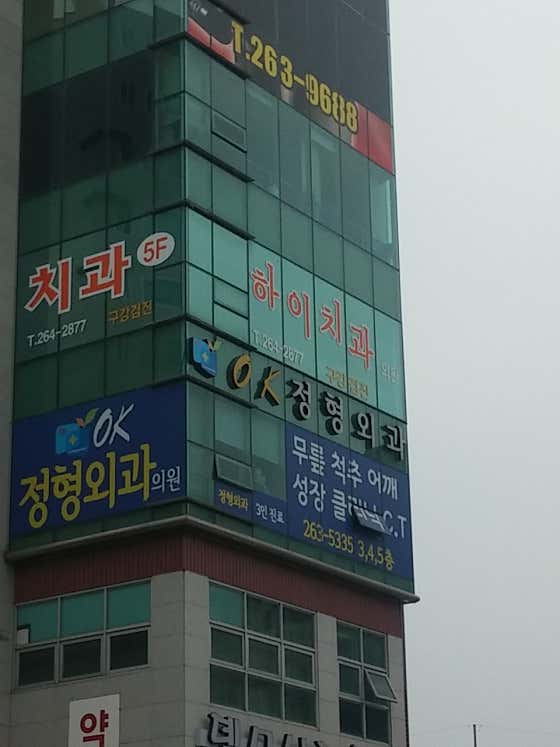 T.263-9688
치과 5F
구강검진
T.264-2877
하이치과 의원
T.264-2877
구강검진
OK 정형외과
OK
정형외과의원
무릎 척추 어깨
성장 클리닉 C.T
정형외과 3인 진료
263-5335 3,4,5층
약